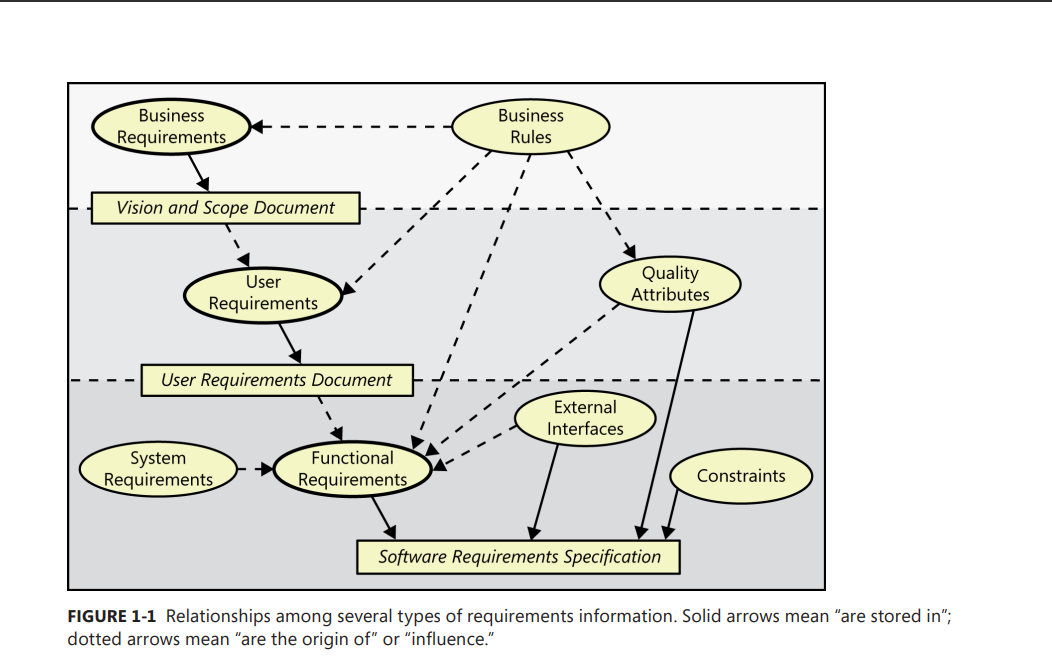 Business
Requirements
Business
Rules
Vision and Scope Document
User
Requirements
Quality
Attributes
User Requirements Document
External
Interfaces
System
Requirements
Functional
Requirements
Constraints
Software Requirements Specification
FIGURE 1-1 Relationships among several types of requirements information. Solid arrows mean “are stored in”;
dotted arrows mean “are the origin of” or “influence.”